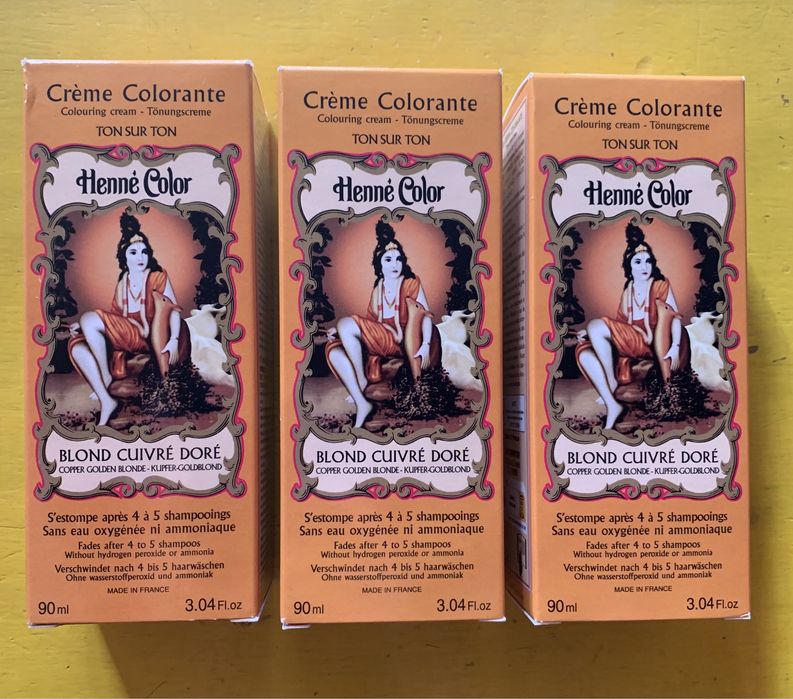 Crème Colorante
Colouring cream - Tönungscreme
TON SUR TON
Henné Color
BLOND CUIVRÉ DORÉ
COPPER GOLDEN BLONDE - KUPFER-GOLDBLOND
S'estompe après 4 à 5 shampooings
Sans eau oxygénée ni ammoniaque
Fades after 4 to 5 shampoos
Without hydrogen peroxide or ammonia
Verschwindet nach 4 bis 5 haarwäschen
Ohne wasserstoffperoxid und ammoniak
MADE IN FRANCE
90 ml 3.04 Fl.oz
Crème Colorante
Colouring cream - Tönungscreme
TON SUR TON
Henné Color
BLOND CUIVRÉ DORÉ
COPPER GOLDEN BLONDE - KUPFER-GOLDBLOND
S'estompe après 4 à 5 shampooings
Sans eau oxygénée ni ammoniaque
Fades after 4 to 5 shampoos
Without hydrogen peroxide or ammonia
Verschwindet nach 4 bis 5 haarwäschen
Ohne wasserstoffperoxid und ammoniak
MADE IN FRANCE
90 ml 3.04 Fl.oz
Crème Colorante
Colouring cream - Tönungscreme
TON SUR TON
Henné Color
BLOND CUIVRÉ DORÉ
COPPER GOLDEN BLONDE - KUPFER-GOLDBLOND
S'estompe après 4 à 5 shampooings
Sans eau oxygénée ni ammoniaque
Fades after 4 to 5 shampoos
Without hydrogen peroxide or ammonia
Verschwindet nach 4 bis 5 haarwäschen
Ohne wasserstoffperoxid und ammoniak
MADE IN FRANCE
90 ml 3.04 Fl.oz